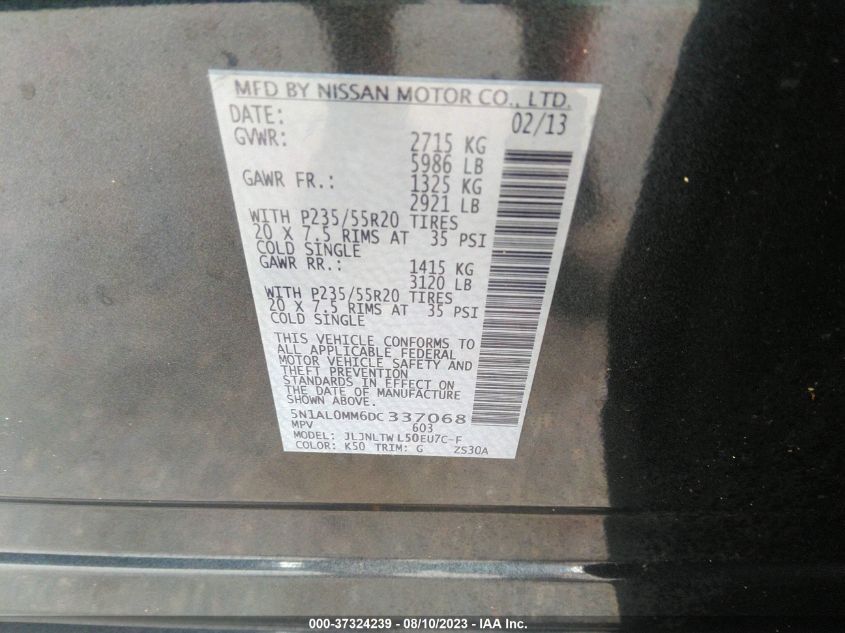 MFD BY NISSAN MOTOR CO., LTD.
DATE: 02/13
GVWR: 2715 KG
5986 LB
GAWR FR.: 1325 KG
2921 LB
WITH P235/55R20 TIRES
20 X 7.5 RIMS AT 35 PSI
COLD SINGLE
GAWR RR.: 1415 KG
3120 LB
WITH P235/55R20 TIRES
20 X 7.5 RIMS AT 35 PSI
COLD SINGLE
THIS VEHICLE CONFORMS TO
ALL APPLICABLE FEDERAL
MOTOR VEHICLE SAFETY AND
THEFT PREVENTION
STANDARDS IN EFFECT ON
THE DATE OF MANUFACTURE
SHOWN ABOVE.
5N1AL0MM6DC337068
MPV 603
MODEL: JLJNLTWL50EU7C-F
COLOR: K50 TRIM: G ZS30A
000-37324239 - 08/10/2023 - IAA Inc.